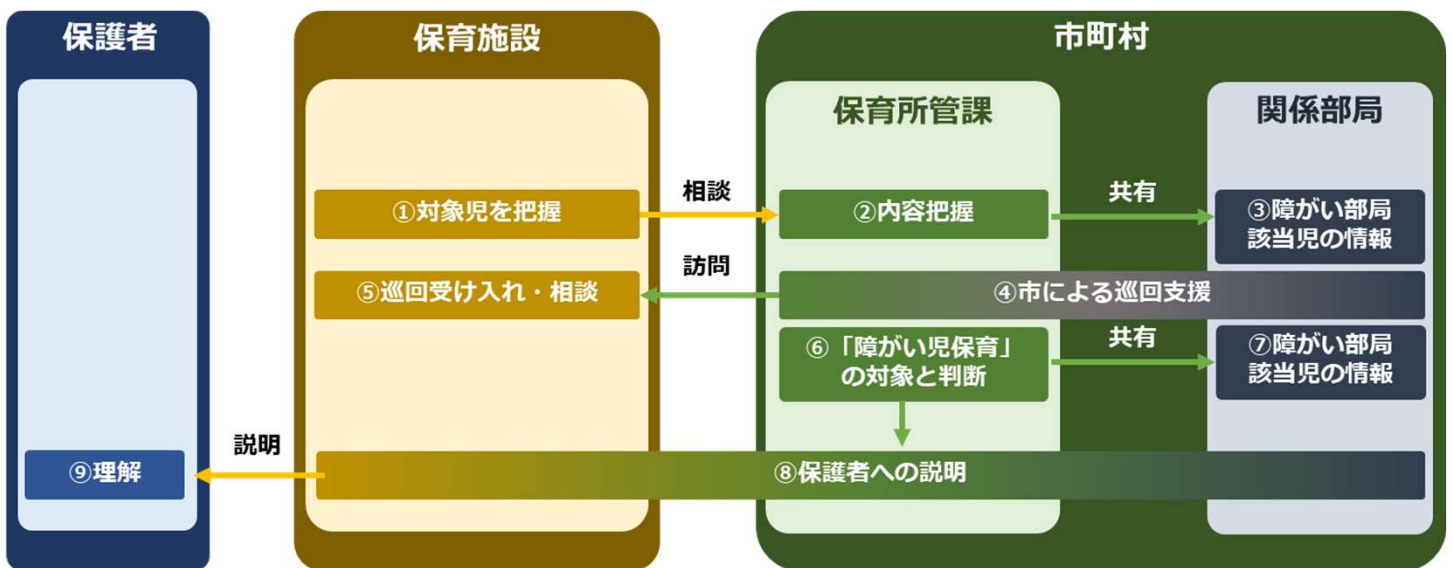 保護者
保育施設
市町村
保育所管課
関係部局
①対象児を把握
相談
②内容把握
共有
③障がい部局
該当児の情報
⑤巡回受け入れ・相談
訪問
④市による巡回支援
⑥「障がい児保育」
の対象と判断
共有
⑦障がい部局
該当児の情報
⑨理解
説明
⑧保護者への説明